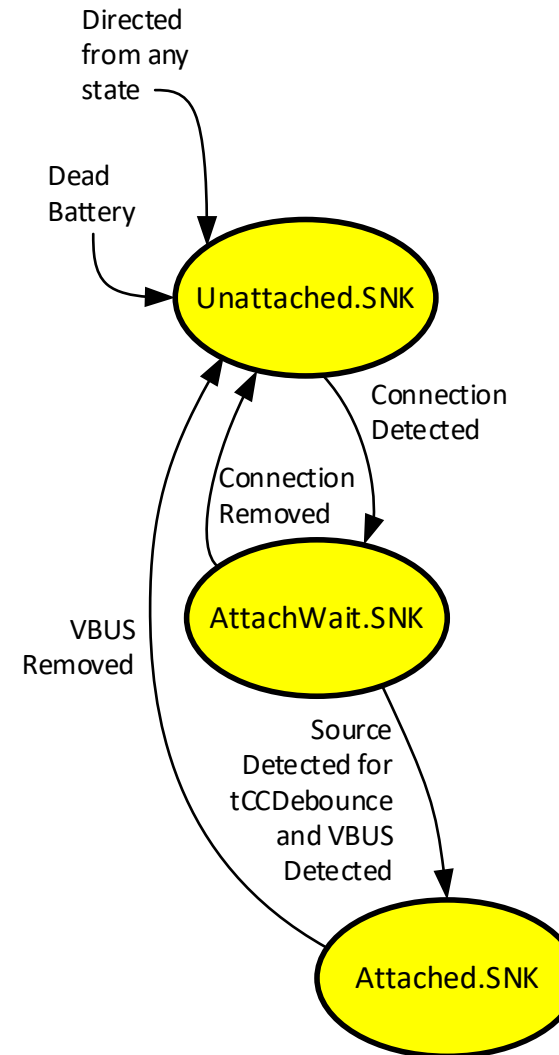 Directed
from any
state
Dead
Battery
Unattached.SNK
Connection
Detected
Connection
Removed
AttachWait.SNK
VBUS
Removed
Source
Detected for
tCCDebounce
and VBUS
Detected
Attached.SNK